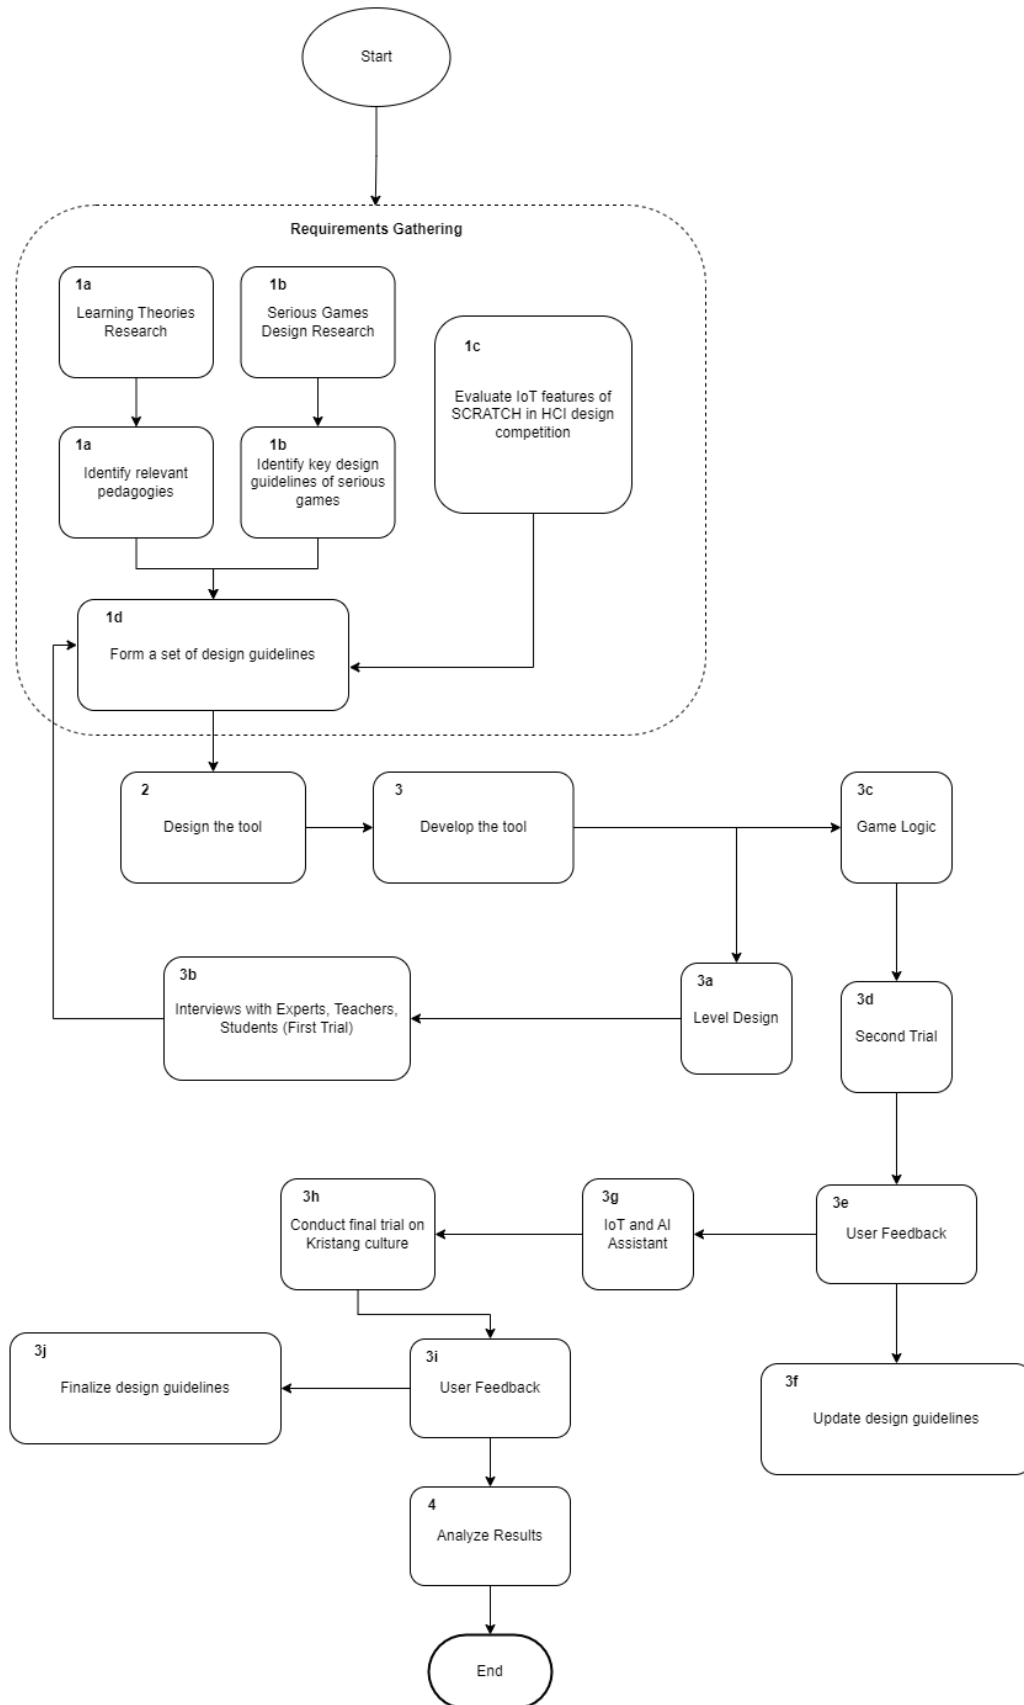 Start
Requirements Gathering
1a
Learning Theories
Research
1b
Serious Games
Design Research
1c
Evaluate IoT features of
SCRATCH in HCI design
competition
1a
Identify relevant
pedagogies
1b
Identify key design
guidelines of serious
games
1d
Form a set of design guidelines
2
Design the tool
3
Develop the tool
3c
Game Logic
3b
Interviews with Experts, Teachers,
Students (First Trial)
3a
Level Design
3d
Second Trial
3h
Conduct final trial on
Kristang culture
3g
IoT and AI
Assistant
3e
User Feedback
3j
Finalize design guidelines
3i
User Feedback
3f
Update design guidelines
4
Analyze Results
End